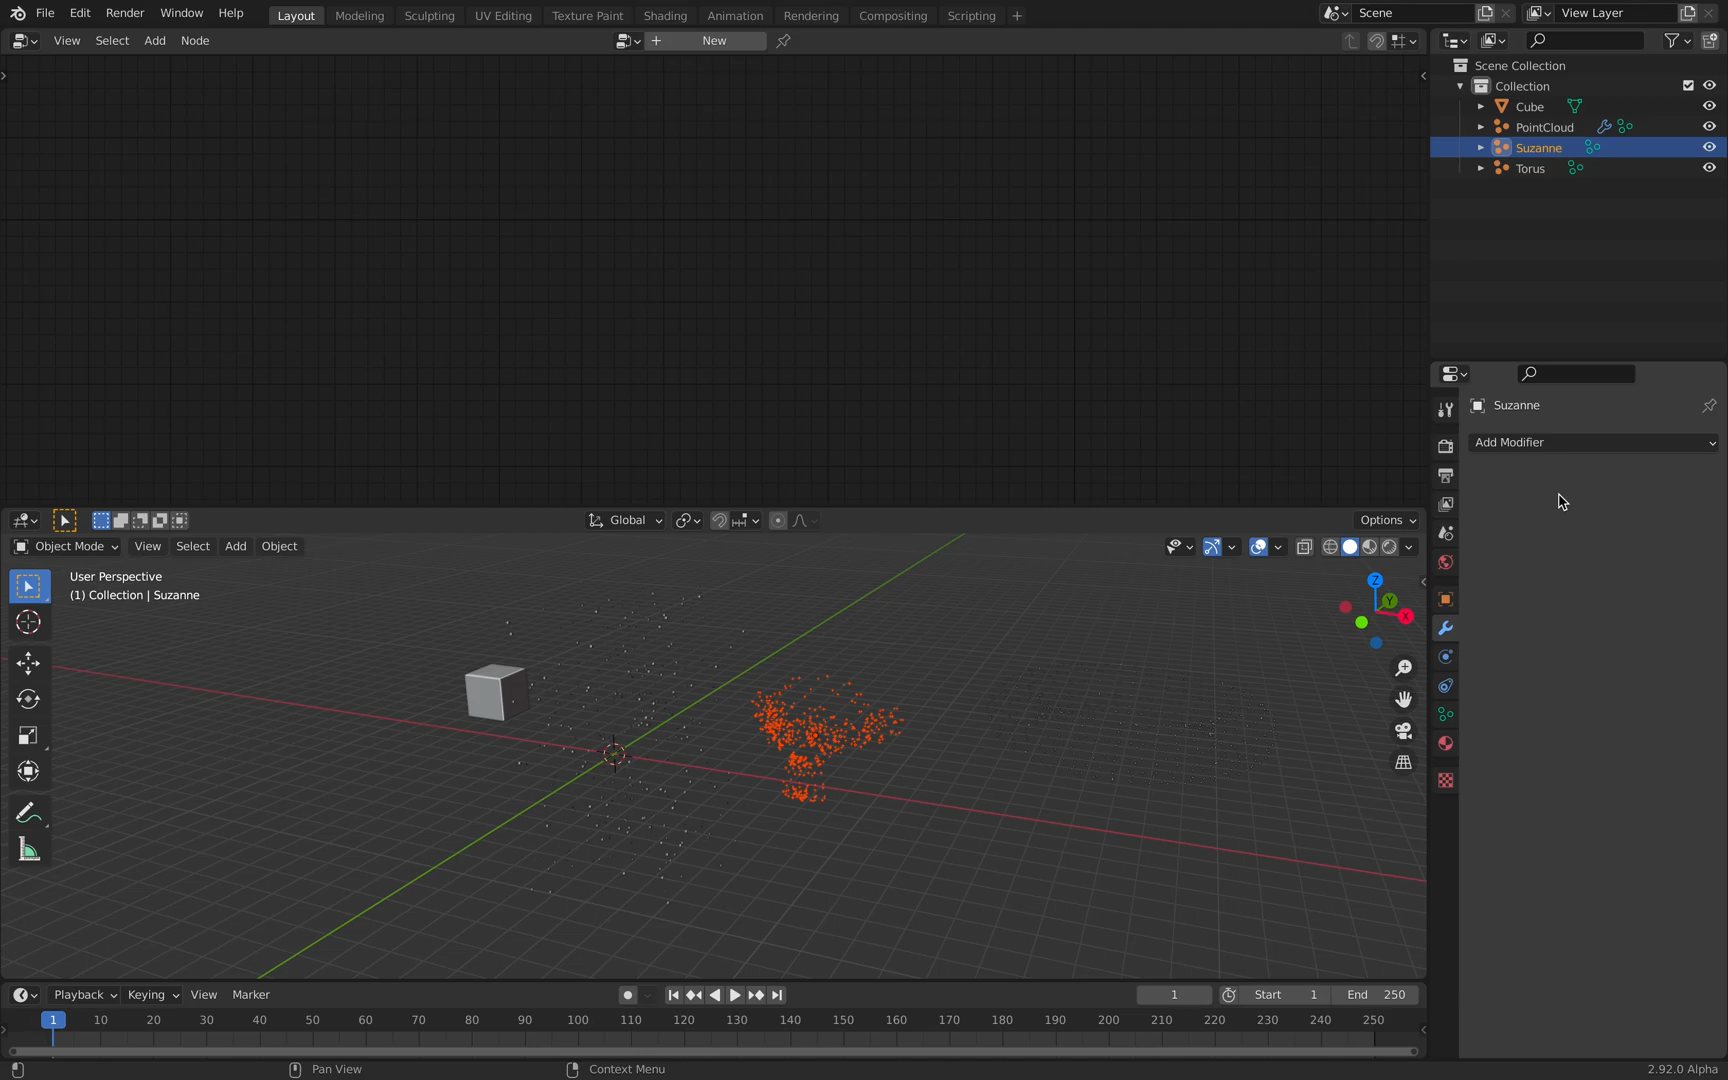 File Edit Render Window Help Layout Modeling Sculpting UV Editing Texture Paint Shading Animation Rendering Compositing Scripting + Scene View Layer
View Select Add Node + New
Scene Collection
Collection
Cube
PointCloud
Suzanne
Torus
Suzanne
Add Modifier
Global Options
Object Mode View Select Add Object
User Perspective
(1) Collection | Suzanne
Z
Y
X
Playback Keying View Marker 1 Start 1 End 250
1 10 20 30 40 50 60 70 80 90 100 110 120 130 140 150 160 170 180 190 200 210 220 230 240 250
Pan View Context Menu 2.92.0 Alpha